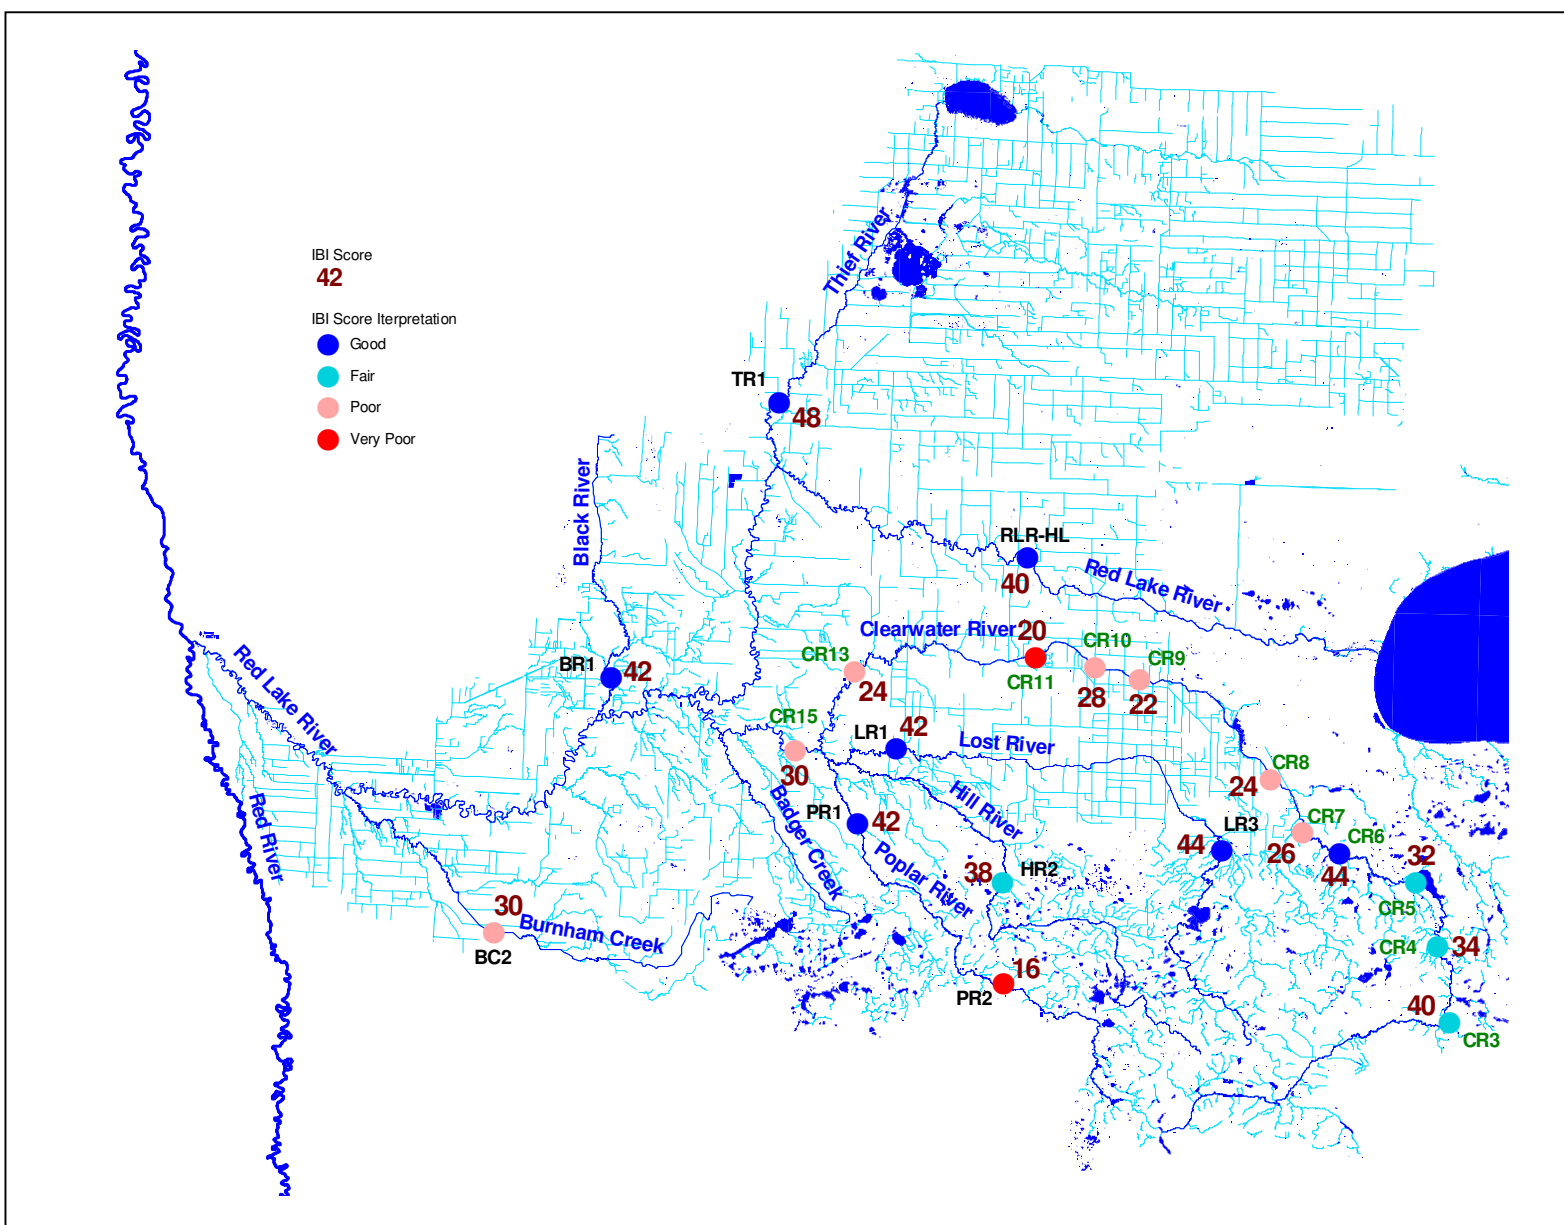 IBI Score
42
IBI Score Iterpretation
Good
Fair
Poor
Very Poor
Thief River
TR1
48
Black River
RLR-HL
40
Red Lake River
Clearwater River
20
CR11
CR10
28
CR9
22
CR13
24
BR1
42
Red Lake River
CR15
30
LR1
42
Lost River
CR8
24
Hill River
Badger Creek
PR1
42
Poplar River
LR3
44
CR7
26
CR6
44
32
CR5
HR2
38
Red River
30
Burnham Creek
BC2
CR4
34
16
PR2
40
CR3